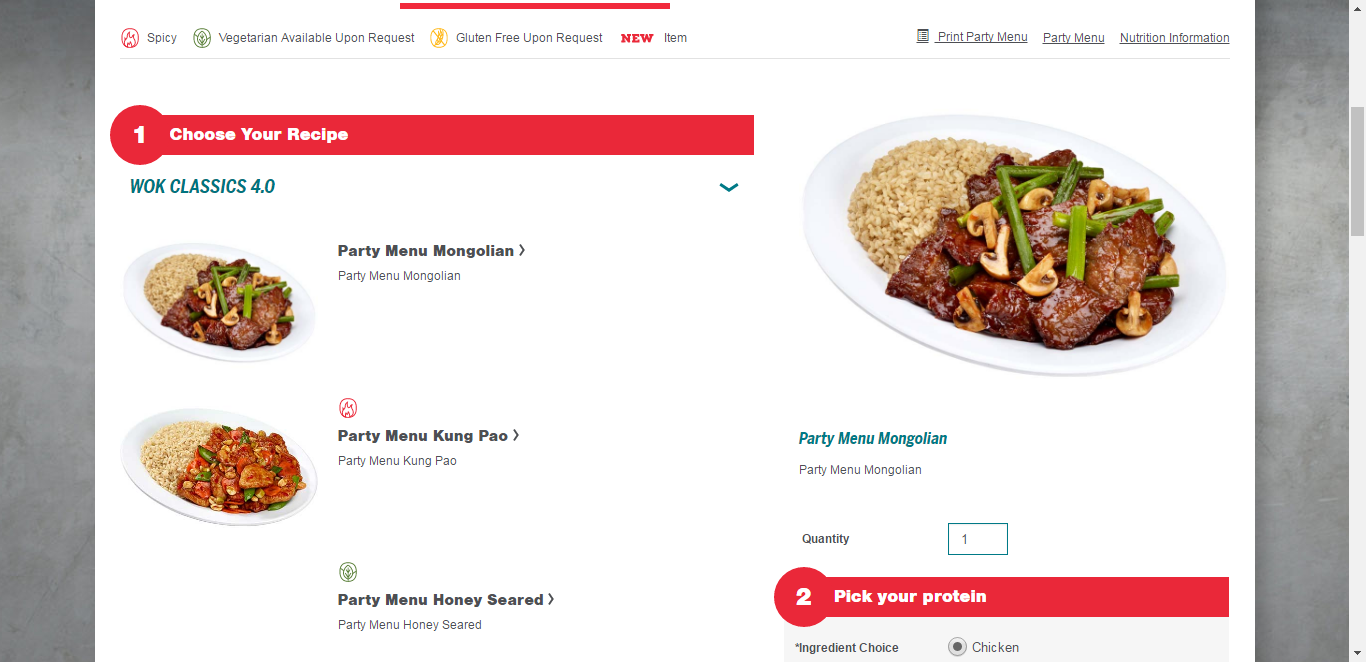 Spicy Vegetarian Available Upon Request Gluten Free Upon Request NEW Item Print Party Menu Party Menu Nutrition Information
1 Choose Your Recipe
WOK CLASSICS 4.0
Party Menu Mongolian
Party Menu Mongolian
Party Menu Kung Pao
Party Menu Kung Pao
Party Menu Honey Seared
Party Menu Honey Seared
Party Menu Mongolian
Party Menu Mongolian
Quantity 1
2 Pick your protein
*Ingredient Choice Chicken